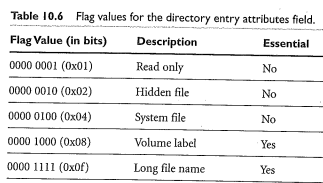 Table 10.6 Flag values for the directory entry attributes field.
Flag Value (in bits) Description Essential
0000 0001 (0x01) Read only No
0000 0010 (0x02) Hidden file No
0000 0100 (0x04) System file No
0000 1000 (0x08) Volume label Yes
0000 1111 (0x0f) Long file name Yes